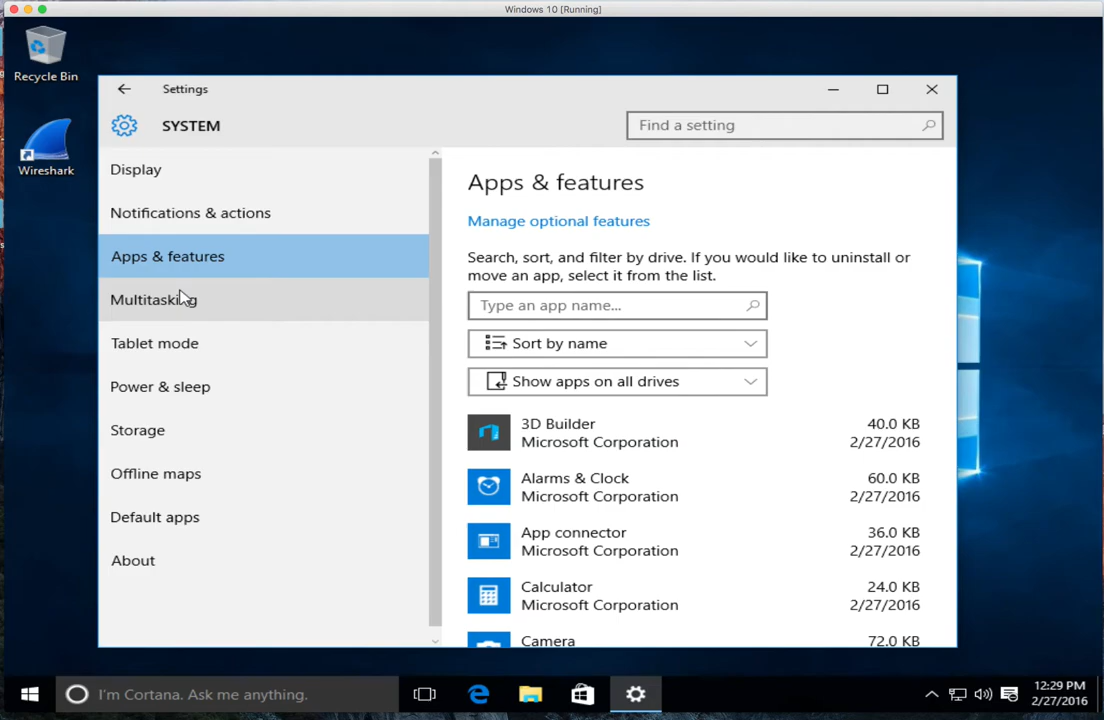 Windows 10 [Running]
Recycle Bin
Wireshark
Settings
SYSTEM
Find a setting
Display
Notifications & actions
Apps & features
Multitasking
Tablet mode
Power & sleep
Storage
Offline maps
Default apps
About
Apps & features
Manage optional features
Search, sort, and filter by drive. If you would like to uninstall or
move an app, select it from the list.
Type an app name...
Sort by name
Show apps on all drives
3D Builder 40.0 KB
Microsoft Corporation 2/27/2016
Alarms & Clock 60.0 KB
Microsoft Corporation 2/27/2016
App connector 36.0 KB
Microsoft Corporation 2/27/2016
Calculator 24.0 KB
Microsoft Corporation 2/27/2016
Camera 72.0 KB
I'm Cortana. Ask me anything.
12:29 PM
2/27/2016